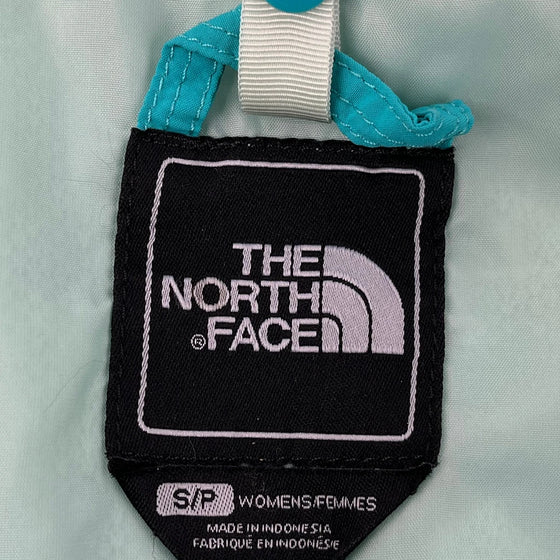 THE
NORTH
® FACE
S/P WOMENS/FEMMES
MADE IN INDONESIA
FABRIQUÉ EN INDONÉSIE